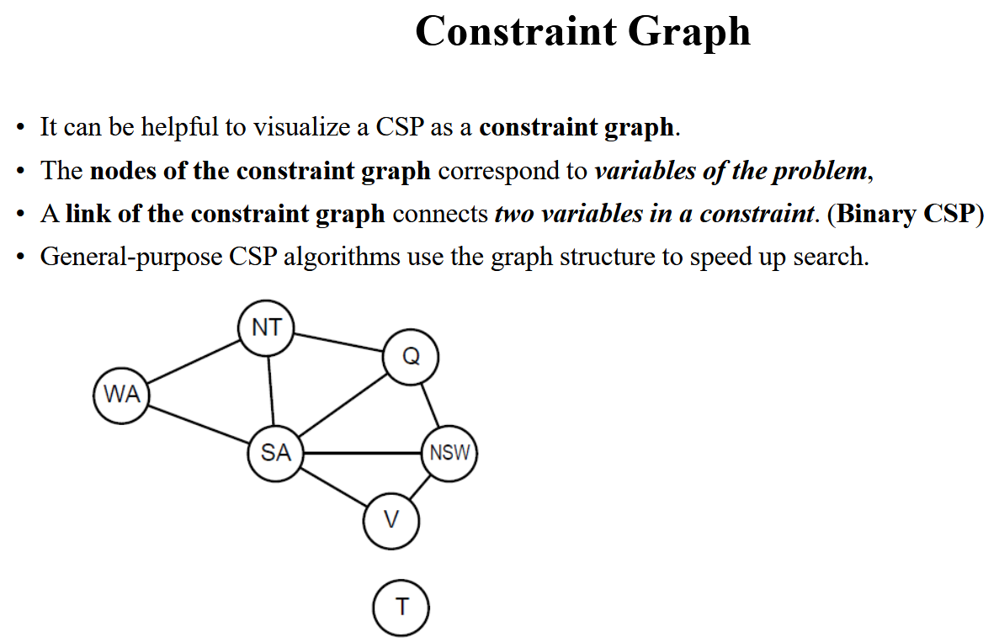 Constraint Graph
• It can be helpful to visualize a CSP as a constraint graph.
• The nodes of the constraint graph correspond to variables of the problem,
• A link of the constraint graph connects two variables in a constraint. (Binary CSP)
• General-purpose CSP algorithms use the graph structure to speed up search.
NT
Q
WA
SA
NSW
V
T